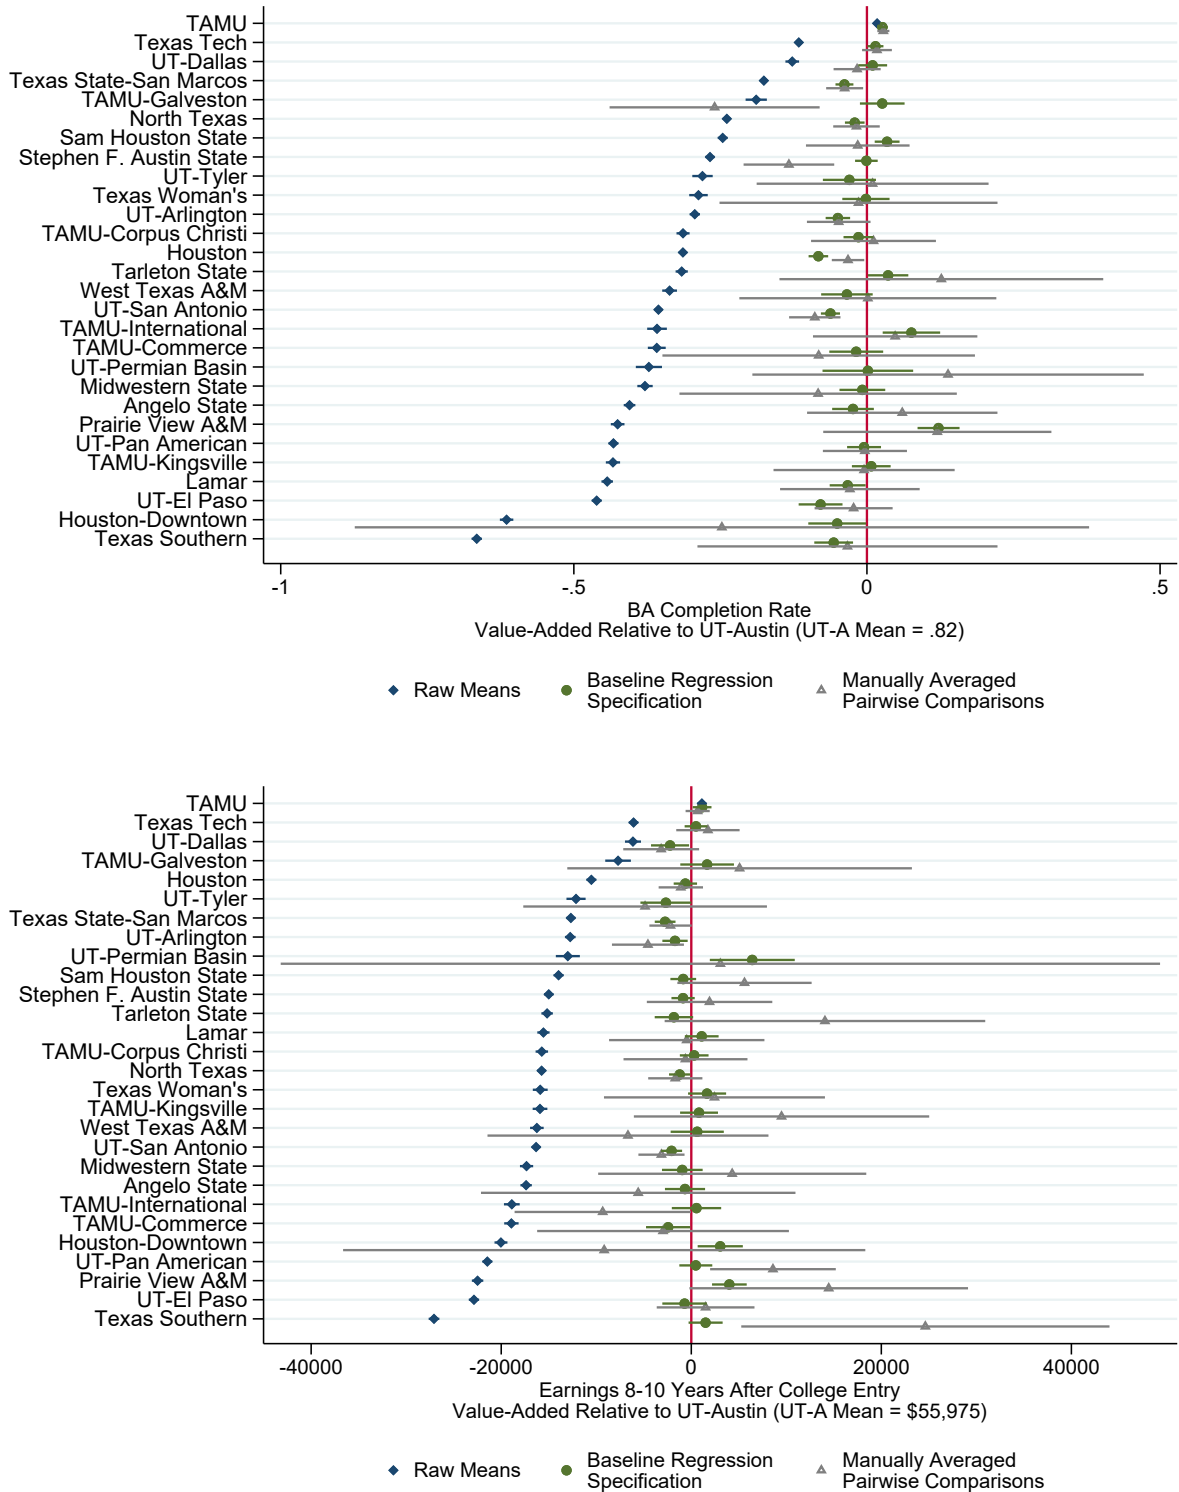 TAMU
Texas Tech
UT-Dallas
Texas State-San Marcos
TAMU-Galveston
North Texas
Sam Houston State
Stephen F. Austin State
UT-Tyler
Texas Woman's
UT-Arlington
TAMU-Corpus Christi
Houston
Tarleton State
West Texas A&M
UT-San Antonio
TAMU-International
TAMU-Commerce
UT-Permian Basin
Midwestern State
Angelo State
Prairie View A&M
UT-Pan American
TAMU-Kingsville
Lamar
UT-El Paso
Houston-Downtown
Texas Southern
-1 -.5 0 .5
BA Completion Rate
Value-Added Relative to UT-Austin (UT-A Mean = .82)
Raw Means
Baseline Regression
Specification
Manually Averaged
Pairwise Comparisons
TAMU
Texas Tech
UT-Dallas
TAMU-Galveston
Houston
UT-Tyler
Texas State-San Marcos
UT-Arlington
UT-Permian Basin
Sam Houston State
Stephen F. Austin State
Tarleton State
Lamar
TAMU-Corpus Christi
North Texas
Texas Woman's
TAMU-Kingsville
West Texas A&M
UT-San Antonio
Midwestern State
Angelo State
TAMU-International
TAMU-Commerce
Houston-Downtown
UT-Pan American
Prairie View A&M
UT-El Paso
Texas Southern
-40000 -20000 0 20000 40000
Earnings 8-10 Years After College Entry
Value-Added Relative to UT-Austin (UT-A Mean = $55,975)
Raw Means
Baseline Regression
Specification
Manually Averaged
Pairwise Comparisons